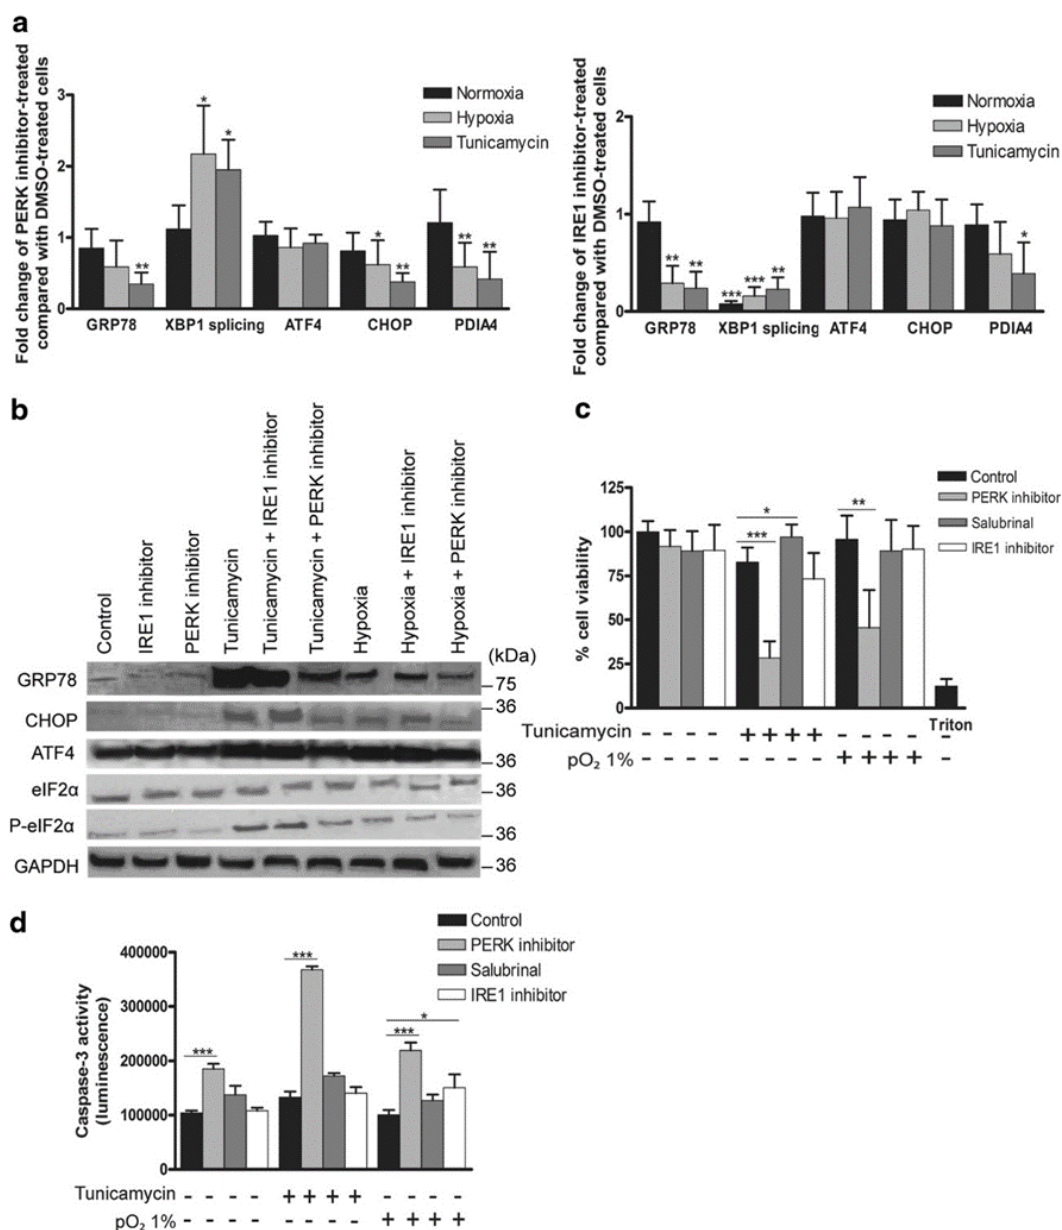 a
Fold change of PERK inhibitor-treated
compared with DMSO-treated cells
3
2
1
0
Normoxia
Hypoxia
Tunicamycin
*
*
**
*
**
**
**
GRP78 XBP1 splicing ATF4 CHOP PDIA4
Fold change of IRE1 inhibitor-treated
compared with DMSO-treated cells
2
1
0
Normoxia
Hypoxia
Tunicamycin
**
**
***
***
**
*
GRP78 XBP1 splicing ATF4 CHOP PDIA4
b
Control
IRE1 inhibitor
PERK inhibitor
Tunicamycin
Tunicamycin + IRE1 inhibitor
Tunicamycin + PERK inhibitor
Hypoxia
Hypoxia + IRE1 inhibitor
Hypoxia + PERK inhibitor
(kDa)
GRP78
75
36
CHOP
ATF4
36
eIF2α
36
P-eIF2α
36
GAPDH
36
c
% cell viability
125
100
75
50
25
0
Control
PERK inhibitor
Salubrinal
IRE1 inhibitor
*
***
**
Triton
Tunicamycin - - - - + + + + - - - - -
pO₂ 1% - - - - - - - - + + + + -
d
Caspase-3 activity
(luminescence)
400000
300000
200000
100000
0
Control
PERK inhibitor
Salubrinal
IRE1 inhibitor
***
***
*
***
Tunicamycin - - - - + + + + - - - -
pO₂ 1% - - - - - - - - + + + +